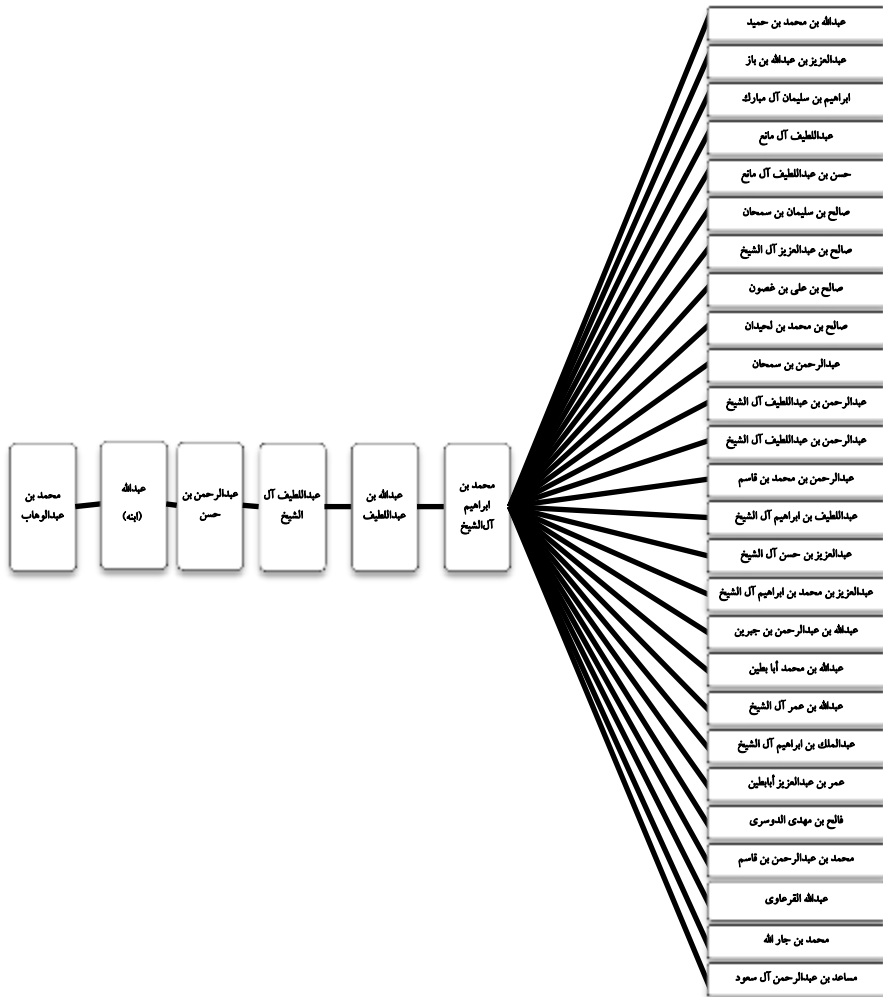 عبدالله بن محمد بن حميد
عبدالعزيز بن عبدالله بن باز
ابراهيم بن سليمان آل مبارك
عبداللطيف آل مانع
حسن بن عبداللطيف آل مانع
صالح بن سليمان بن سمحان
صالح بن عبدالعزيز آل الشيخ
صالح بن على بن غصون
صالح بن محمد بن لحيدان
عبدالرحمن بن سمحان
عبدالرحمن بن عبداللطيف آل الشيخ
عبدالرحمن بن عبداللطيف آل الشيخ
عبدالرحمن بن محمد بن قاسم
عبداللطيف بن ابراهيم آل الشيخ
عبدالعزيز بن حسن آل الشيخ
عبدالعزيز بن محمد بن ابراهيم آل الشيخ
عبدالله بن عبدالرحمن بن جبرين
عبدالله بن محمد أبا بطين
عبدالله بن عمر آل الشيخ
عبدالملك بن ابراهيم آل الشيخ
عمر بن عبدالعزيز أبابطين
فالح بن مهدى الدوسرى
محمد بن عبدالرحمن بن قاسم
عبدالله القرعاوى
محمد بن جار الله
مساعد بن عبدالرحمن آل سعود
محمد بن
ابراهيم
آل‌الشيخ
عبدالله بن
عبداللطيف
عبداللطيف آل
الشيخ
عبدالرحمن بن
حسن
عبدالله
(ابنه)
محمد بن
عبدالوهاب